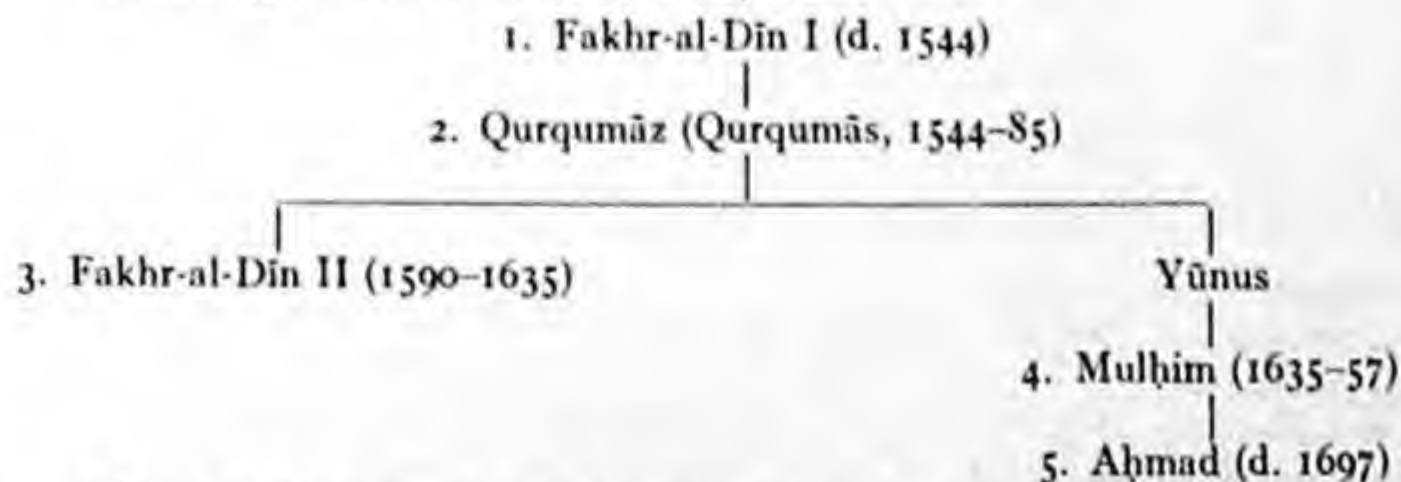 1. Fakhr-al-Dīn I (d. 1544)
2. Qurqumāz (Qurqumās, 1544–85)
3. Fakhr-al-Dīn II (1590–1635)
Yūnus
4. Mulḥim (1635–57)
5. Aḥmad (d. 1697)